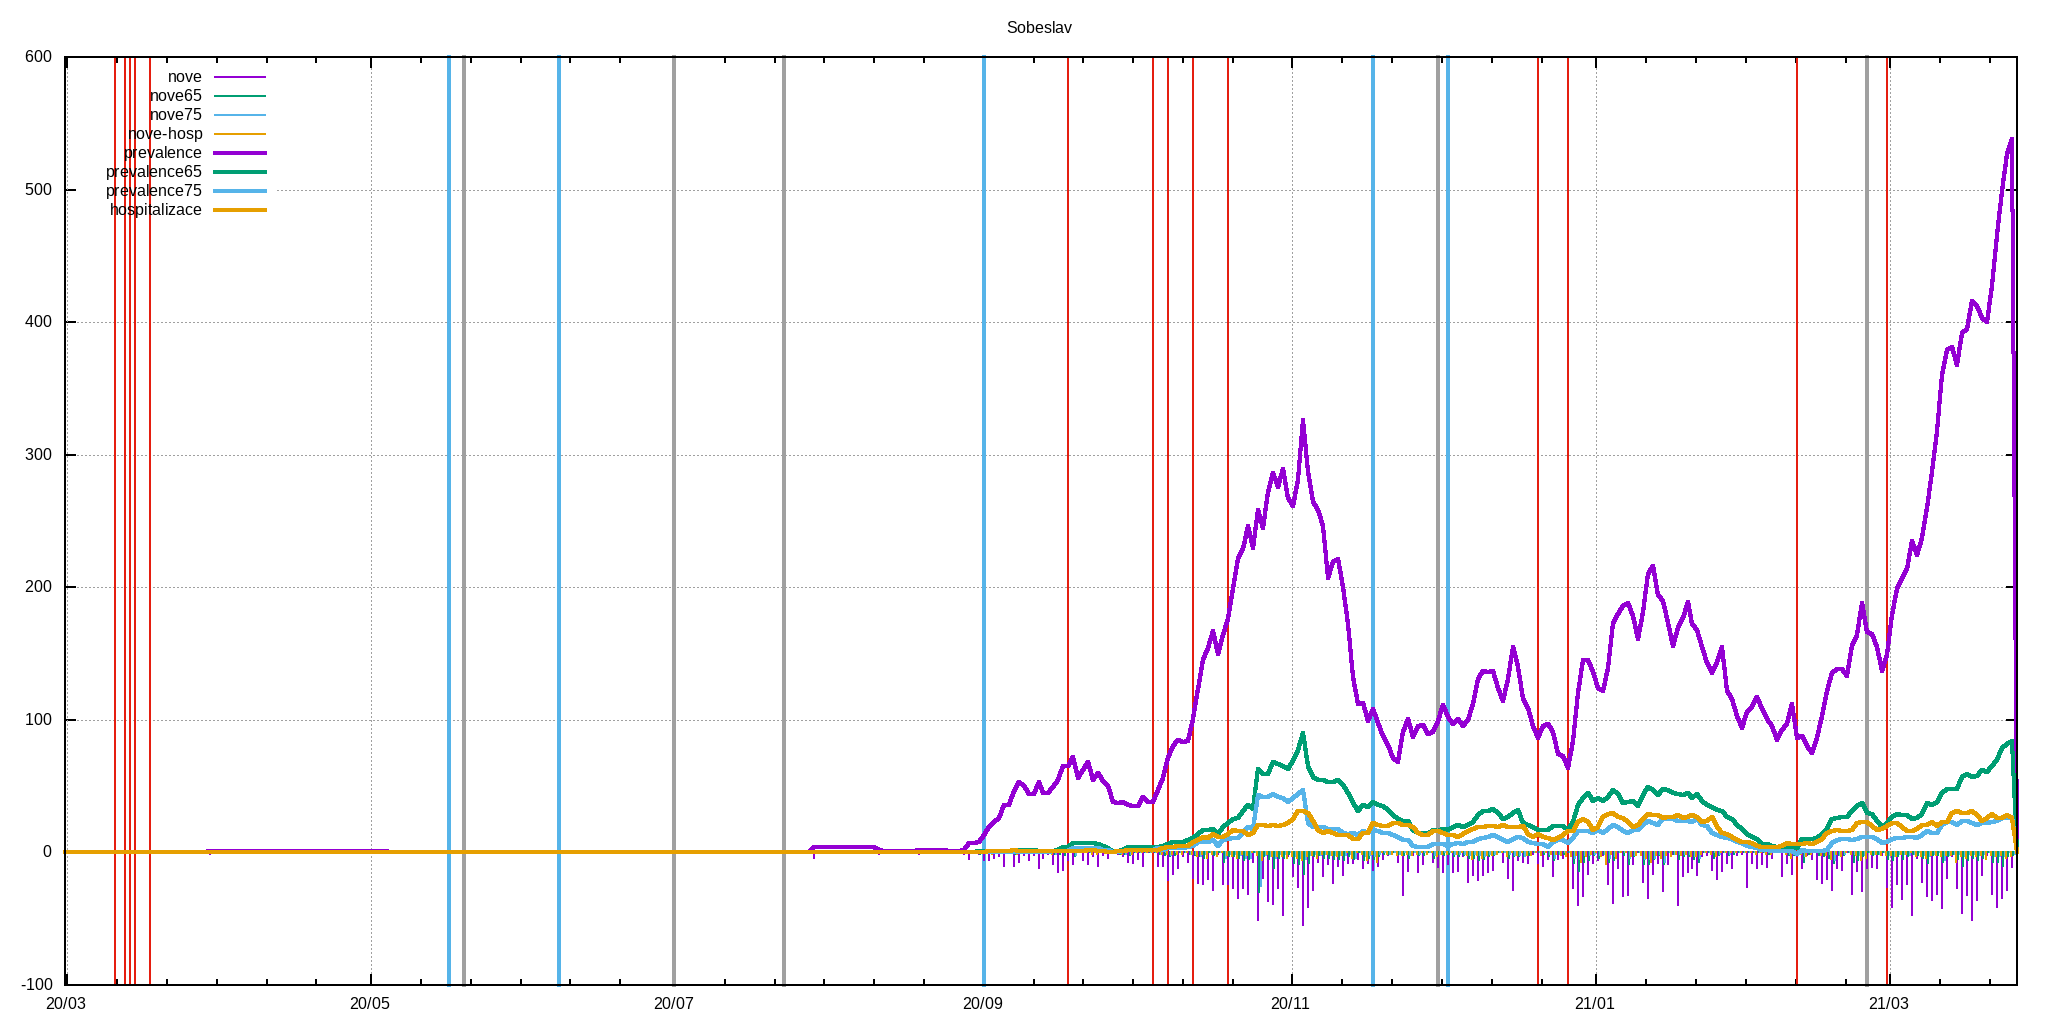 Sobeslav
600
500
400
300
200
100
0
-100
nove
nove65
nove75
nove-hosp
prevalence
prevalence65
prevalence75
hospitalizace
20/03 20/05 20/07 20/09 20/11 21/01 21/03